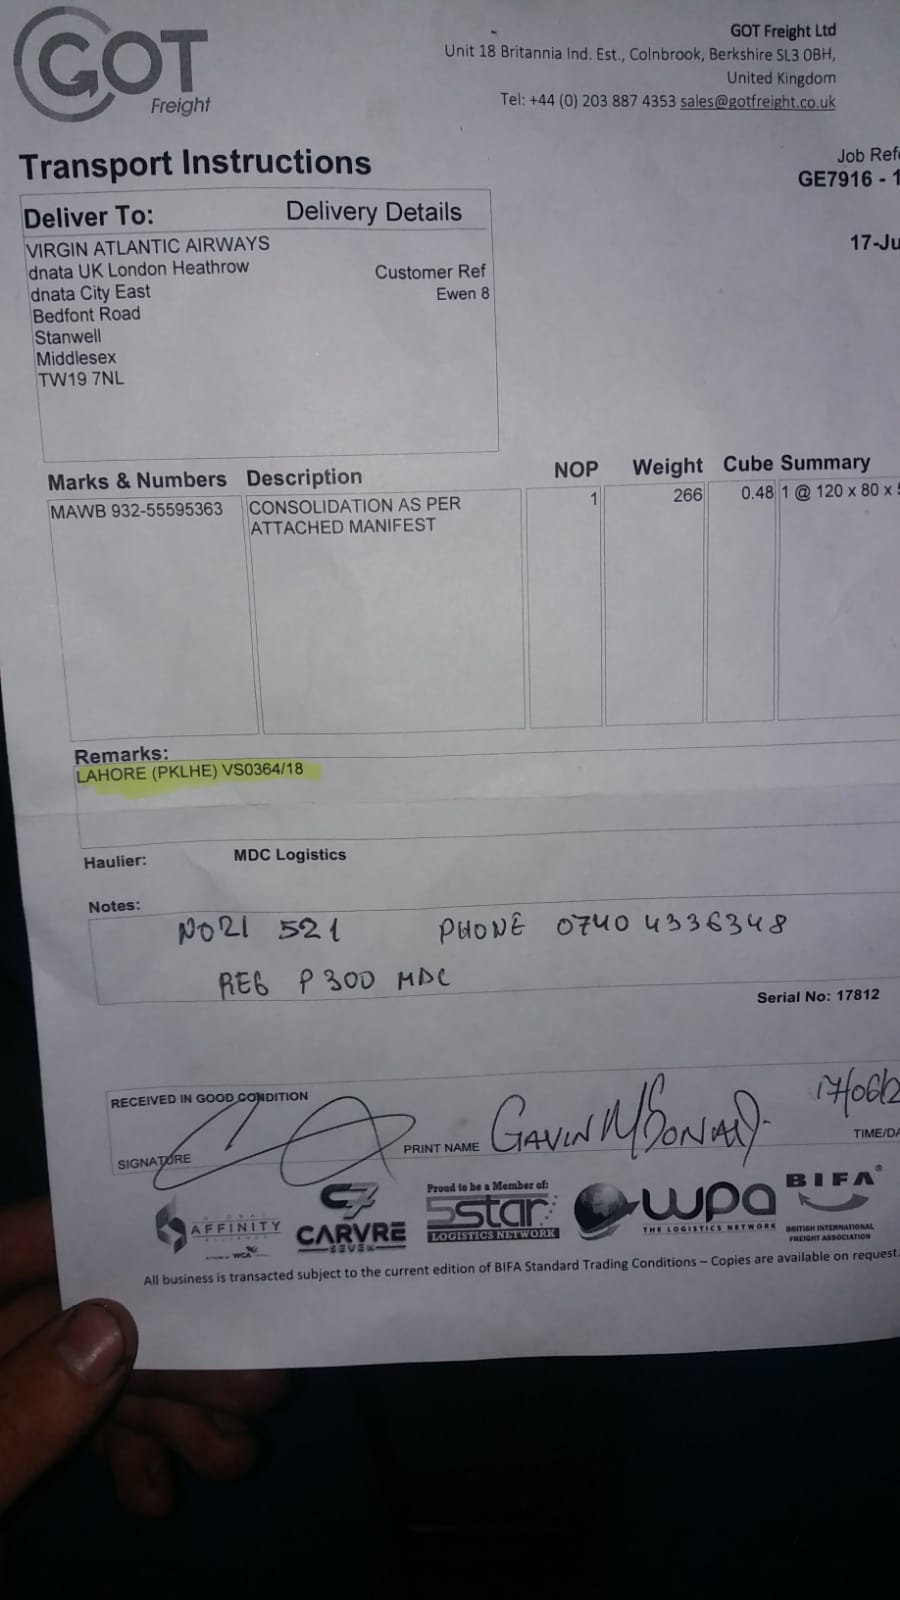 GOT
Freight
GOT Freight Ltd
Unit 18 Britannia Ind. Est., Colnbrook, Berkshire SL3 0BH,
United Kingdom
Tel: +44 (0) 203 887 4353 sales@gotfreight.co.uk
Transport Instructions
Job Refe
GE7916 - 1
17-Ju
Deliver To: Delivery Details
VIRGIN ATLANTIC AIRWAYS
dnata UK London Heathrow Customer Ref
dnata City East Ewen 8
Bedfont Road
Stanwell
Middlesex
TW19 7NL
Marks & Numbers Description NOP Weight Cube Summary
MAWB 932-55595363 CONSOLIDATION AS PER 1 266 0.48 1 @ 120 x 80 x
ATTACHED MANIFEST
Remarks:
LAHORE (PKLHE) VS0364/18
Haulier: MDC Logistics
Notes:
521 PHONE 0740 4336348
REG P300 MDC
Serial No: 17812
RECEIVED IN GOOD CONDITION
17/06/2
SIGNATURE PRINT NAME GAVIN TIME/DA
GLOBAL
AFFINITY
ALLIANCE
WCA
C7
CARVRE
SEVEN
Proud to be a Member of:
5star
LOGISTICS NETWORK
wpa
THE LOGISTICS NETWORK
BIFA®
BRITISH INTERNATIONAL
FREIGHT ASSOCIATION
All business is transacted subject to the current edition of BIFA Standard Trading Conditions – Copies are available on request.